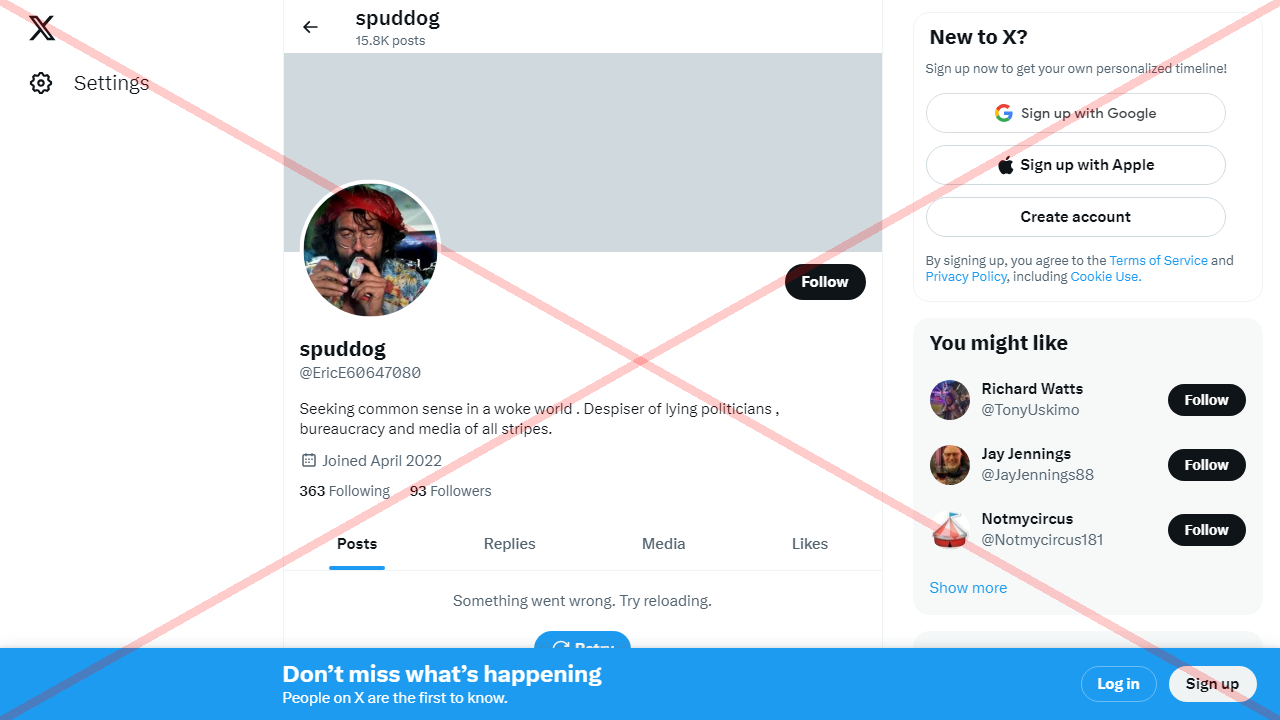 Settings
spuddog
15.8K posts
Follow
spuddog
@EricE60647080
Seeking common sense in a woke world . Despiser of lying politicians ,
bureaucracy and media of all stripes.
Joined April 2022
363 Following 93 Followers
Posts Replies Media Likes
Something went wrong. Try reloading.
Retry
New to X?
Sign up now to get your own personalized timeline!
Sign up with Google
Sign up with Apple
Create account
By signing up, you agree to the Terms of Service and
Privacy Policy, including Cookie Use.
You might like
Richard Watts
@TonyUskimo
Follow
Jay Jennings
@JayJennings88
Follow
Notmycircus
@Notmycircus181
Follow
Show more
Don’t miss what’s happening
People on X are the first to know.
Log in
Sign up